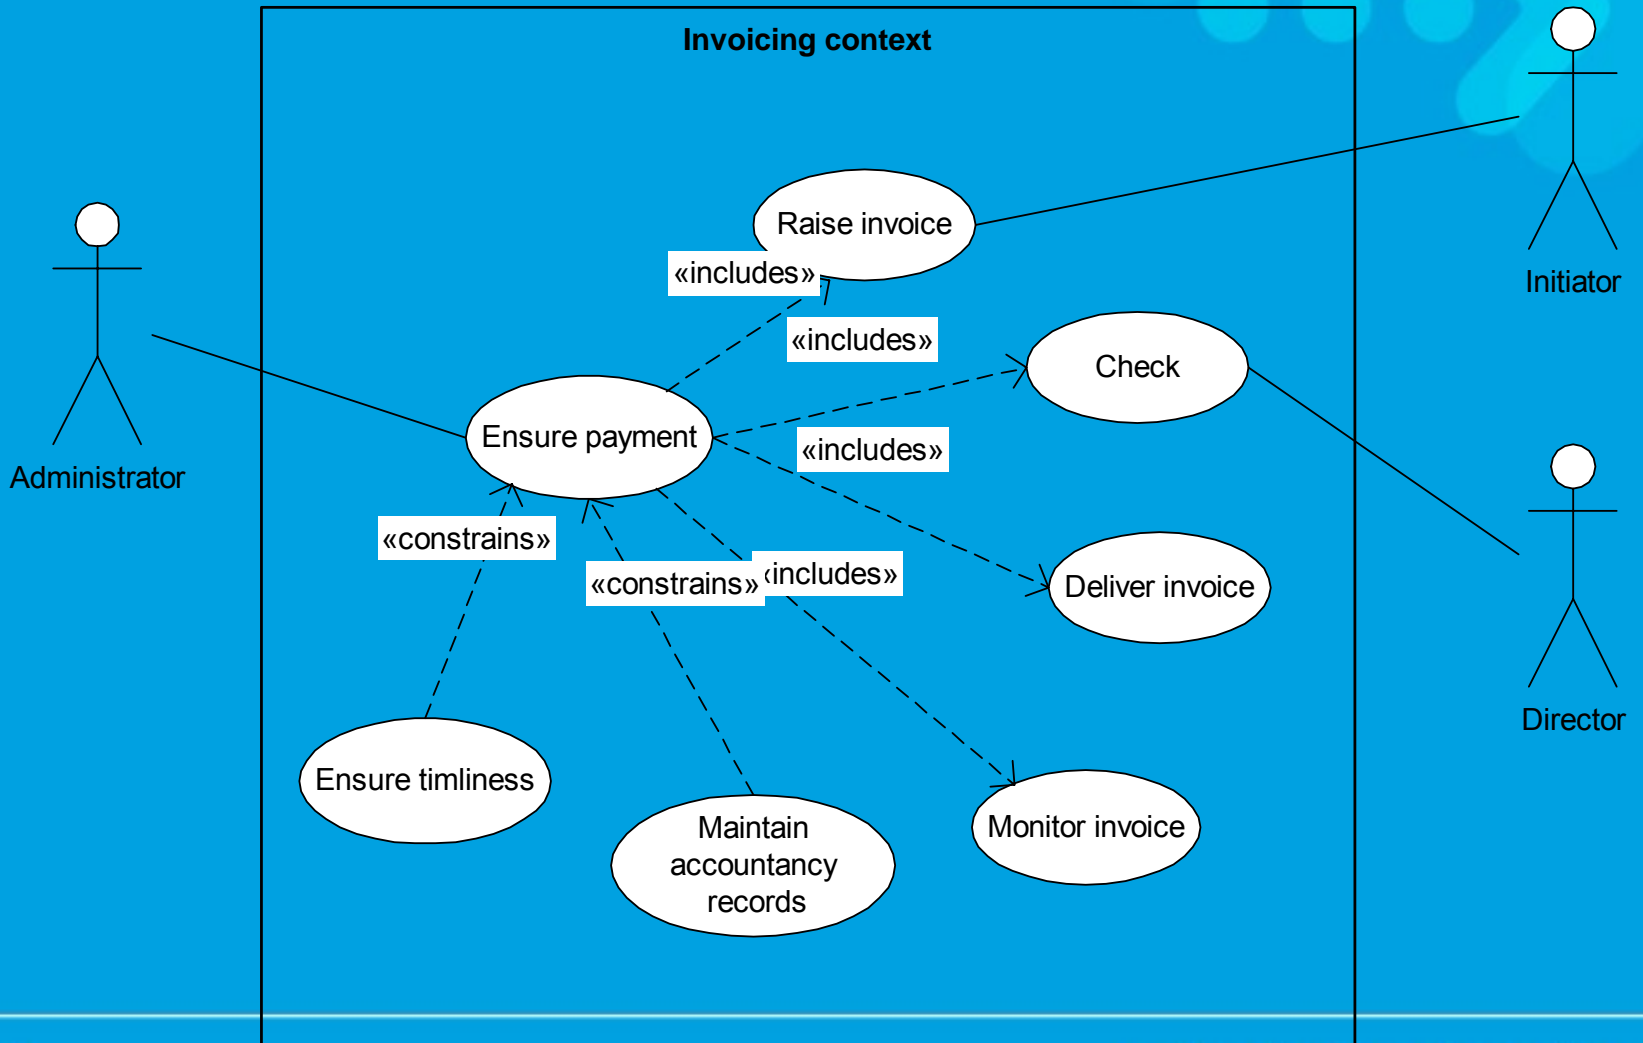 Invoicing context
Raise invoice
«includes»
Initiator
«includes»
Check
Ensure payment
«includes»
Administrator
«constrains»
«constrains»
‹includes»
Deliver invoice
Director
Ensure timliness
Monitor invoice
Maintain
accountancy
records